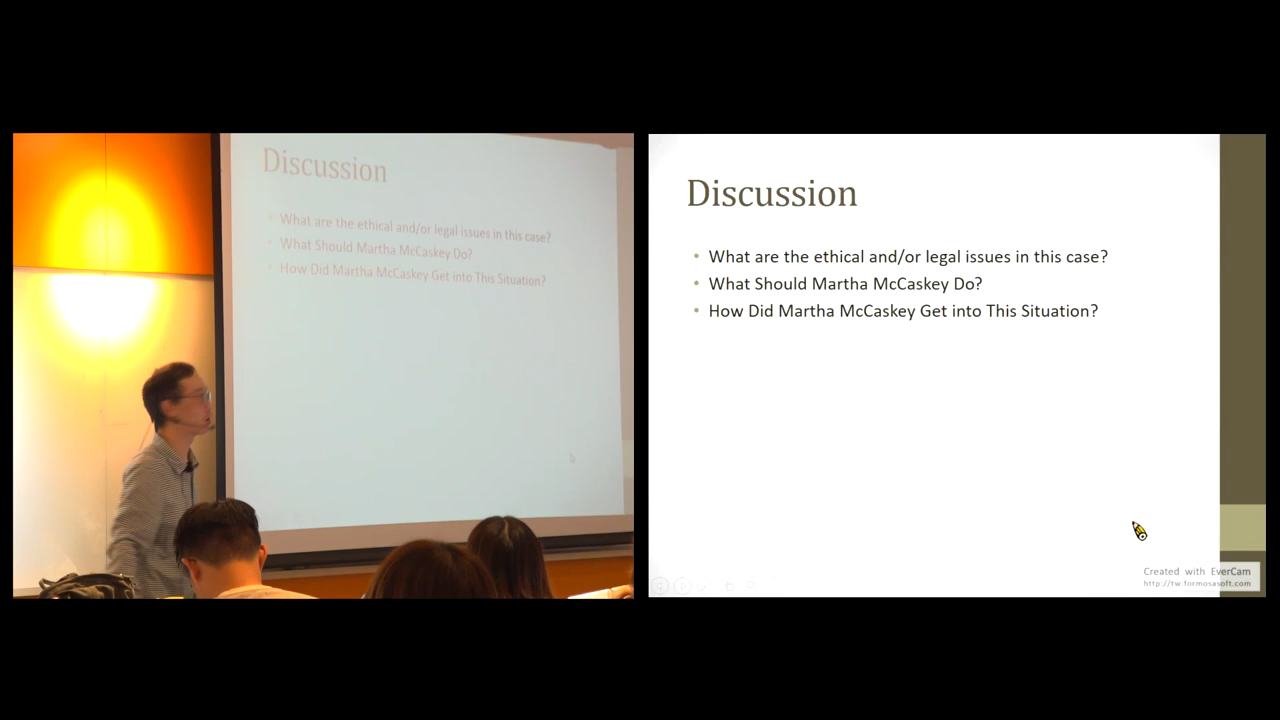 Discussion
What are the ethical and/or legal issues in this case?
What Should Martha McCaskey Do?
How Did Martha McCaskey Get into This Situation?
Discussion
• What are the ethical and/or legal issues in this case?
• What Should Martha McCaskey Do?
• How Did Martha McCaskey Get into This Situation?
Created with EverCam
http://tw.formosasoft.com